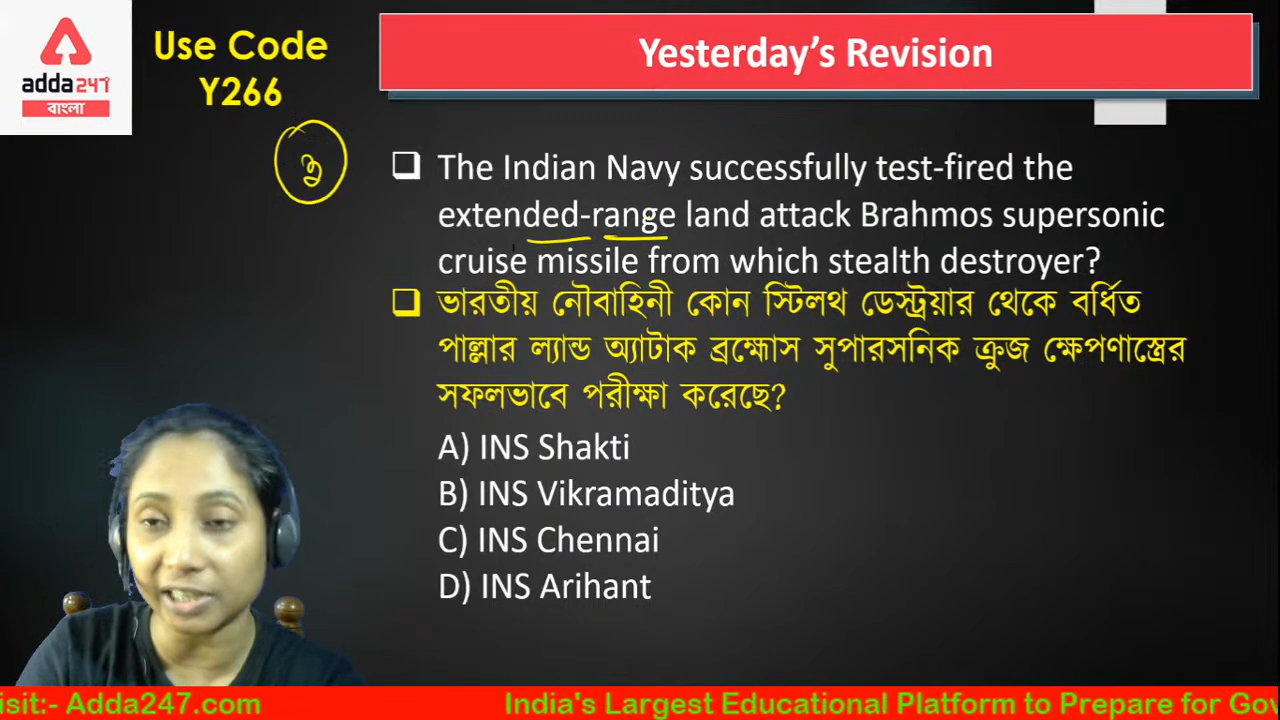 adda247
বাংলা
Use Code
Y266
Yesterday's Revision
৩
The Indian Navy successfully test-fired the
extended-range land attack Brahmos supersonic
cruise missile from which stealth destroyer?
ভারতীয় নৌবাহিনী কোন স্টিলথ ডেস্ট্রয়ার থেকে বর্ধিত
পাল্লার ল্যান্ড অ্যাটাক ব্রহ্মোস সুপারসনিক ক্রুজ ক্ষেপণাস্ত্রের
সফলভাবে পরীক্ষা করেছে?
A) INS Shakti
B) INS Vikramaditya
C) INS Chennai
D) INS Arihant
isit:- Adda247.com India's Largest Educational Platform to Prepare for Gov